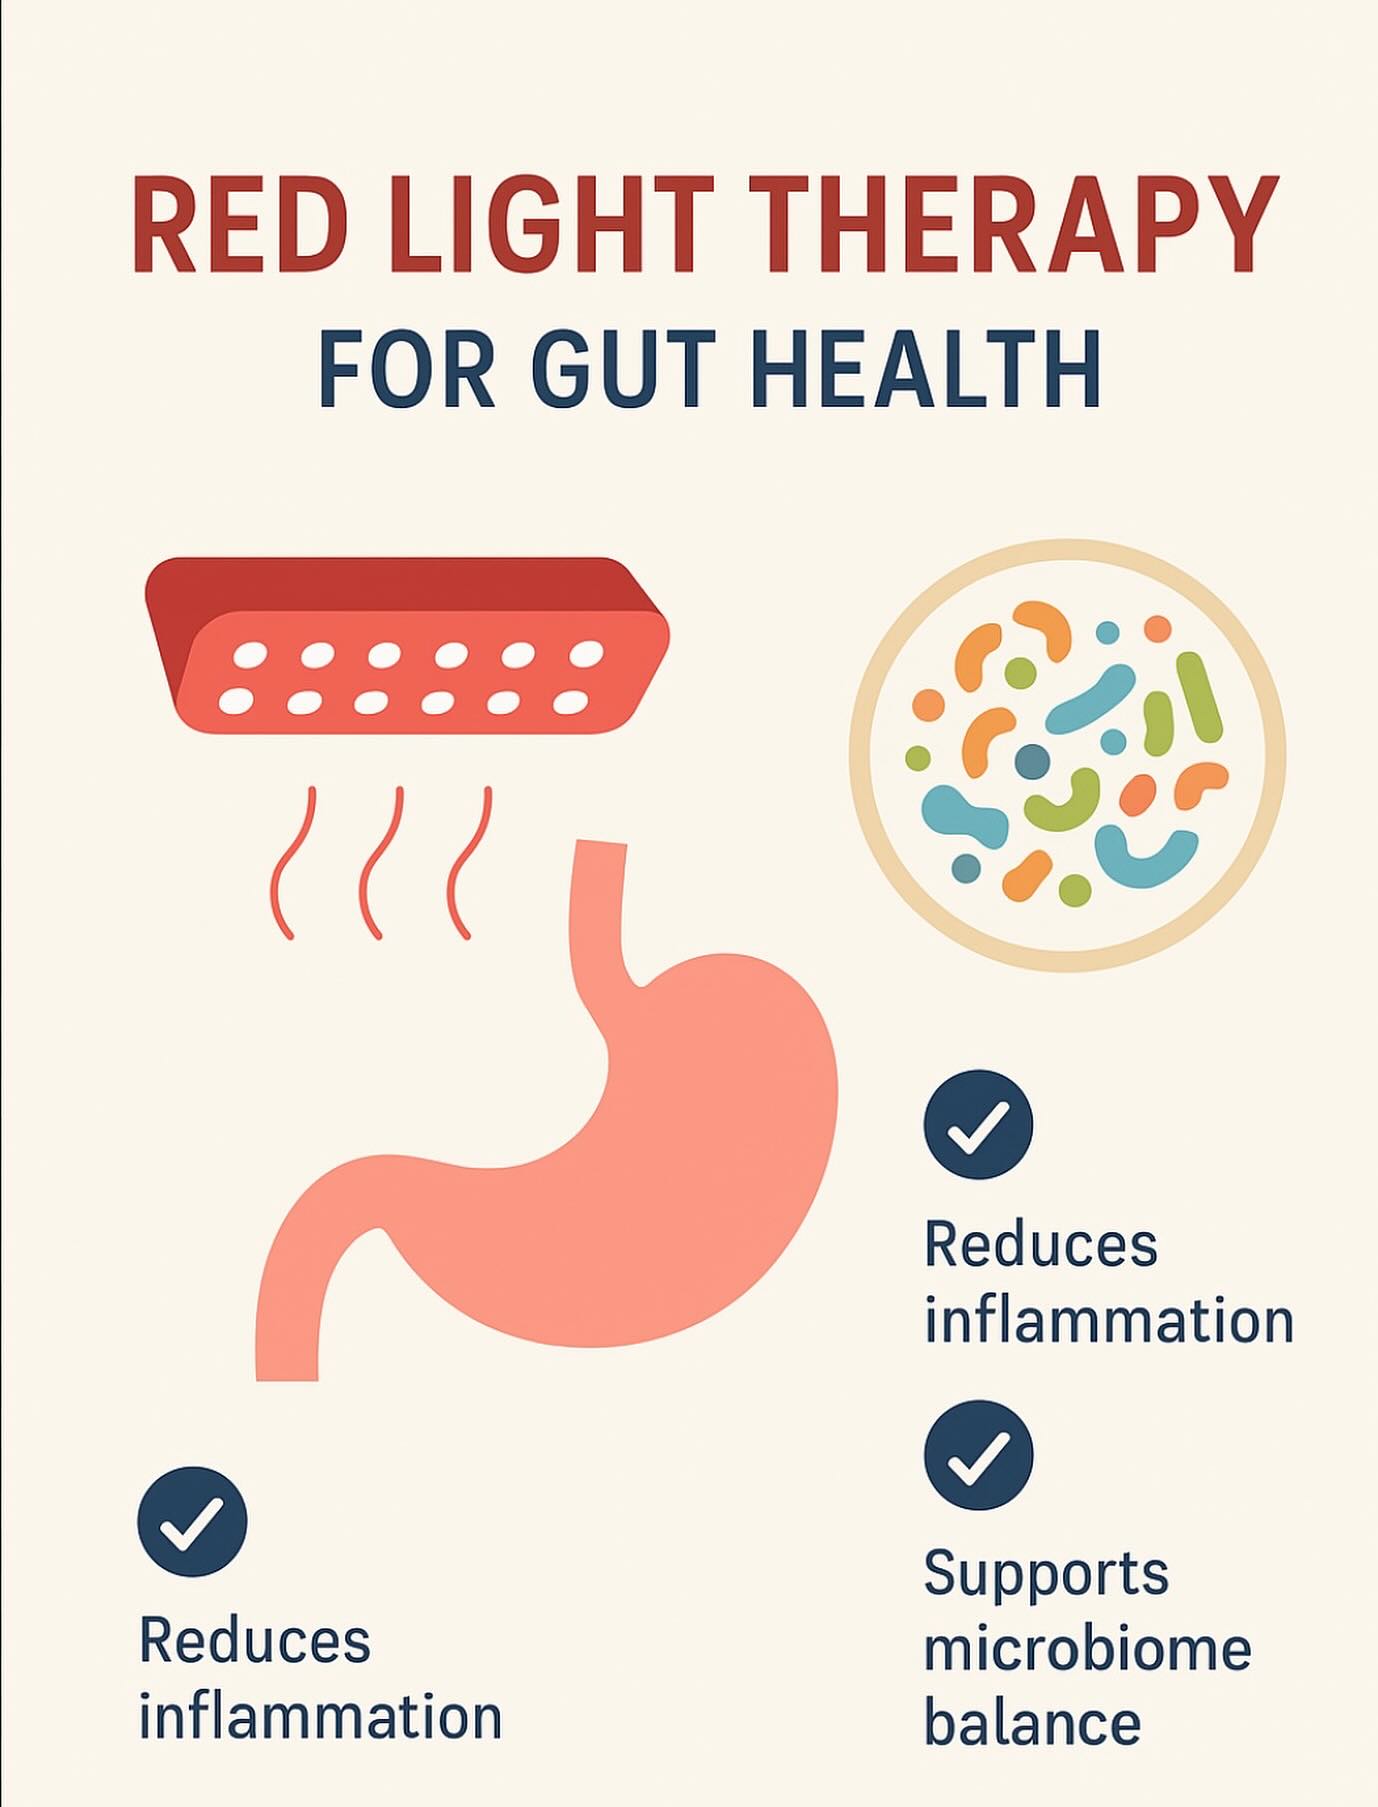 RED LIGHT THERAPY
FOR GUT HEALTH
Reduces
inflammation
Supports
microbiome
balance
Reduces
inflammation